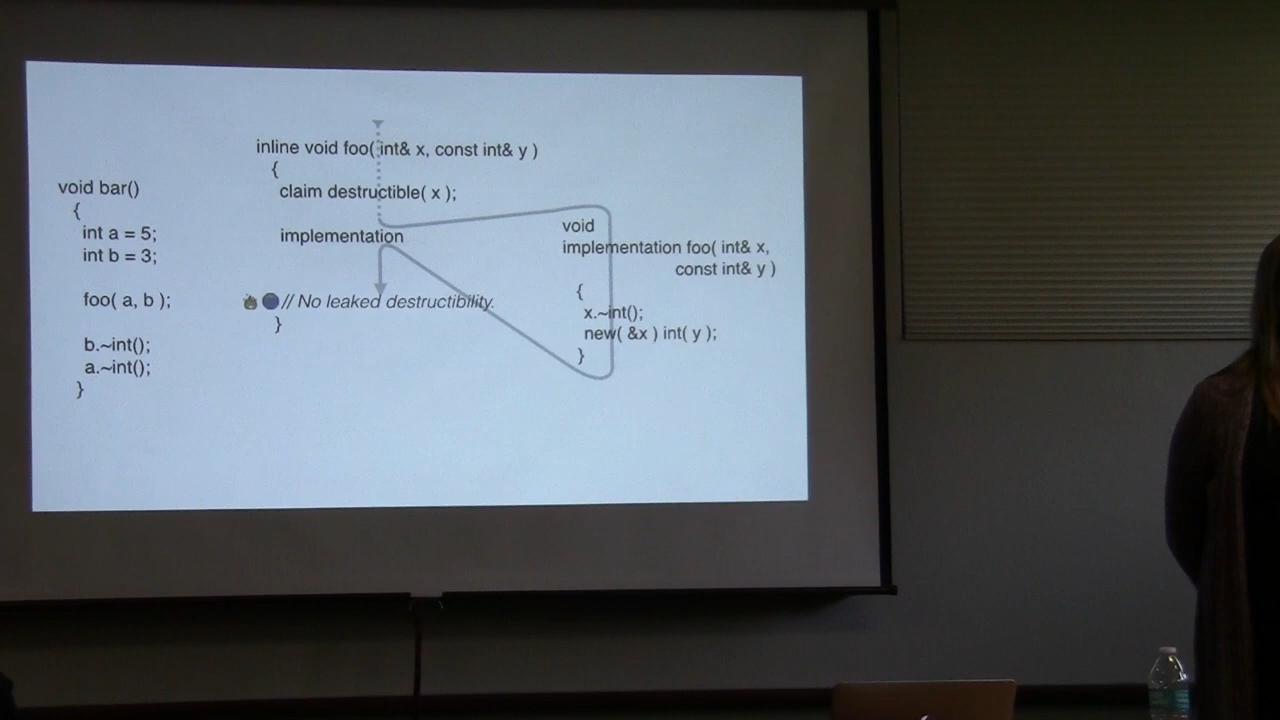 void bar()
{
int a = 5;
int b = 3;
foo( a, b );
b.~int();
a.~int();
}
inline void foo( int& x, const int& y )
{
claim destructible( x );
implementation
// No leaked destructibility.
}
void
implementation foo( int& x,
const int& y )
{
x.~int();
new( &x ) int( y );
}